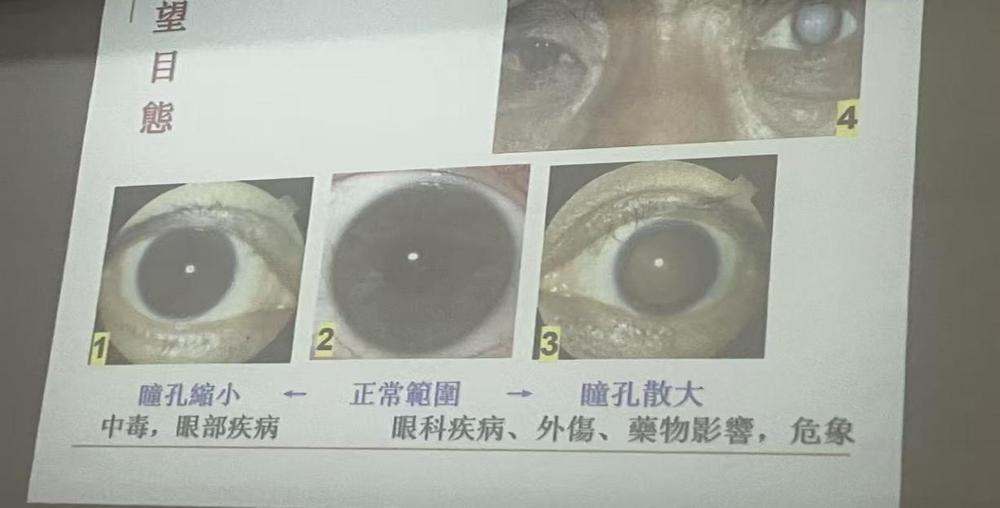 望目態
4
1
2
3
瞳孔縮小 ← 正常範圍 → 瞳孔散大
中毒，眼部疾病
眼科疾病、外傷、藥物影響，危象